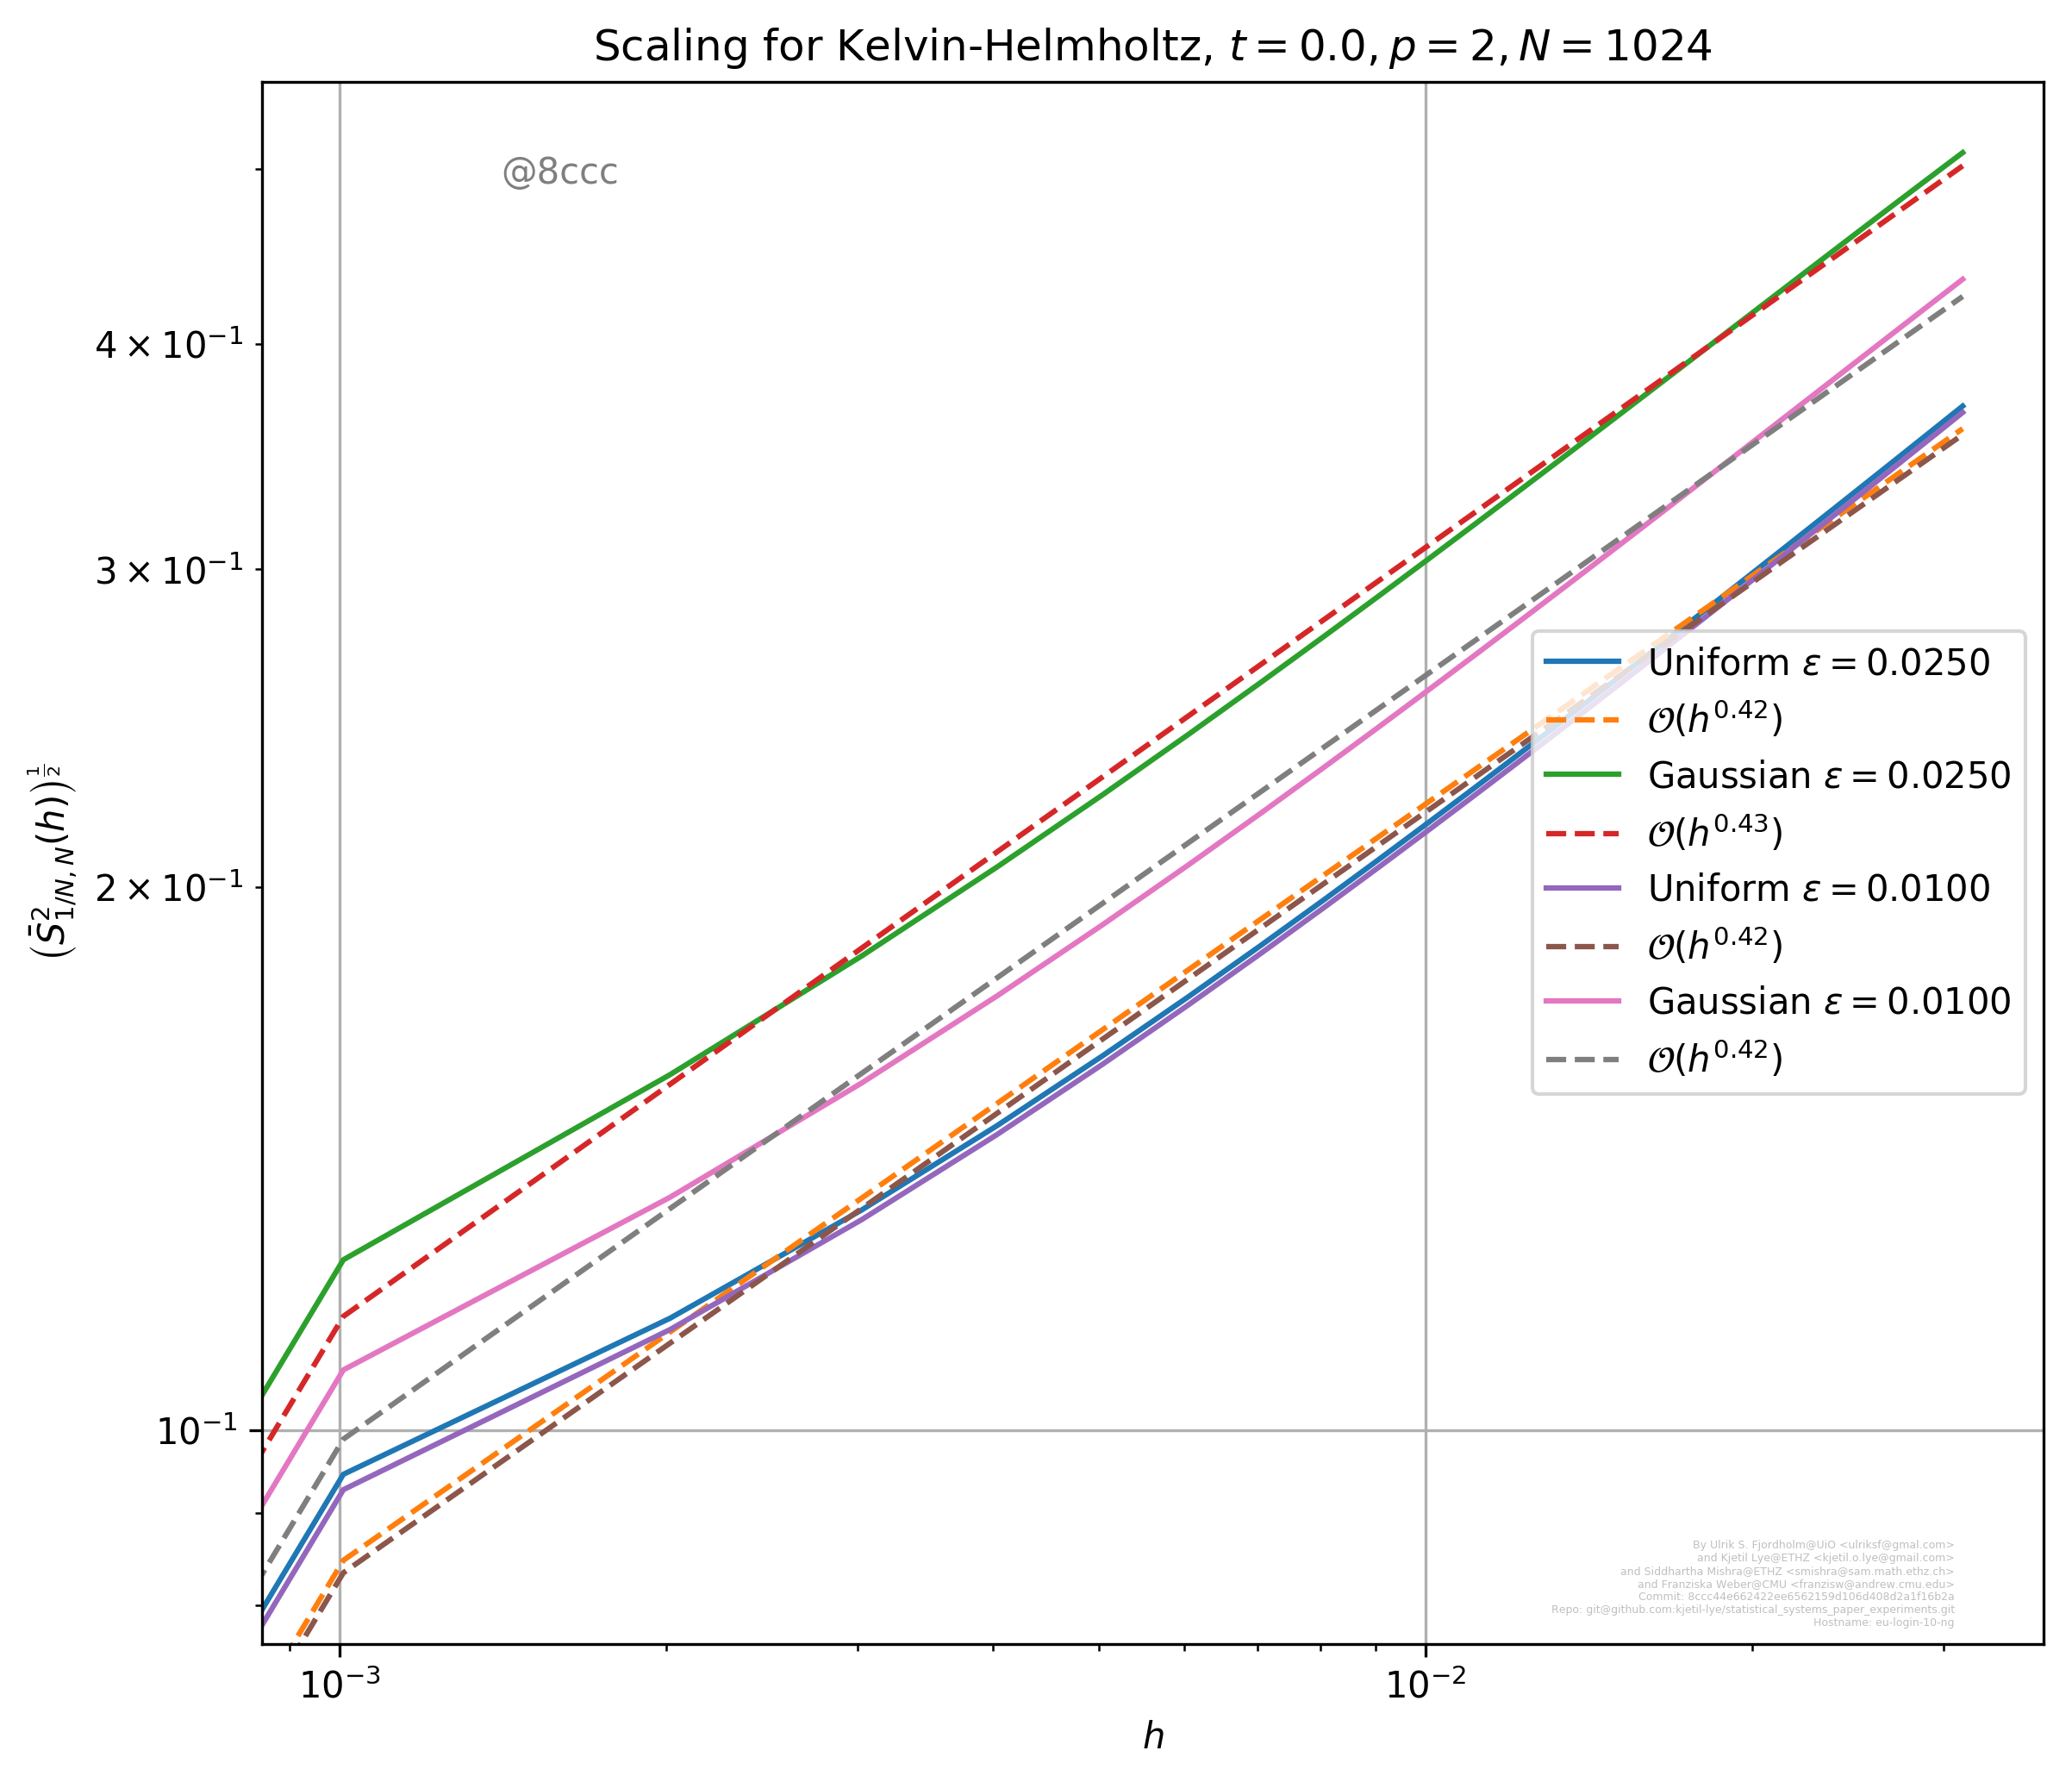 Scaling for Kelvin-Helmholtz, t = 0.0, p = 2, N = 1024
@8ccc
4 × 10⁻¹
3 × 10⁻¹
2 × 10⁻¹
10⁻¹
(S̄²₁/N, N(h))^½
Uniform ε = 0.0250
𝒪(h^0.42)
Gaussian ε = 0.0250
𝒪(h^0.43)
Uniform ε = 0.0100
𝒪(h^0.42)
Gaussian ε = 0.0100
𝒪(h^0.42)
By Ulrik S. Fjordholm@UiO <ulriksf@gmal.com>
and Kjetil Lye@ETHZ <kjetil.o.lye@gmail.com>
and Siddhartha Mishra@ETHZ <smishra@sam.math.ethz.ch>
and Franziska Weber@CMU <franzisw@andrew.cmu.edu>
Commit: 8ccc44e662422ee6562159d106d408d2a1f16b2a
Repo: git@github.com:kjetil-lye/statistical_systems_paper_experiments.git
Hostname: eu-login-10-ng
10⁻³
10⁻²
h